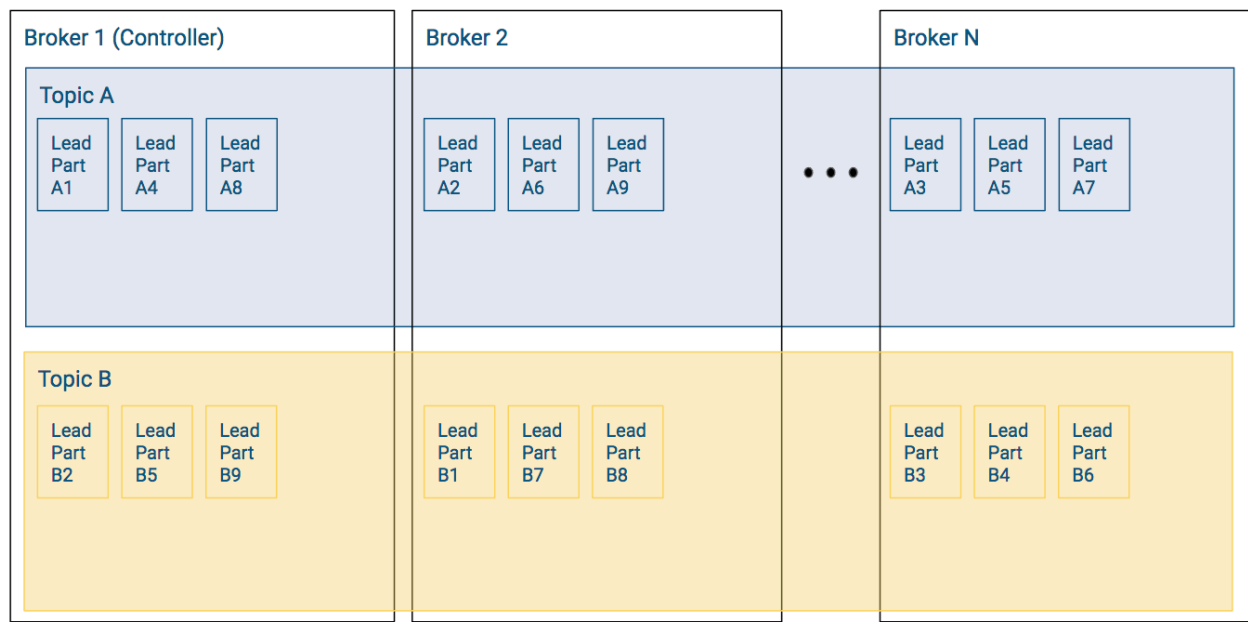 Broker 1 (Controller)
Broker 2
Broker N
Topic A
Lead
Part
A1
Lead
Part
A4
Lead
Part
A8
Lead
Part
A2
Lead
Part
A6
Lead
Part
A9
Lead
Part
A3
Lead
Part
A5
Lead
Part
A7
Topic B
Lead
Part
B2
Lead
Part
B5
Lead
Part
B9
Lead
Part
B1
Lead
Part
B7
Lead
Part
B8
Lead
Part
B3
Lead
Part
B4
Lead
Part
B6